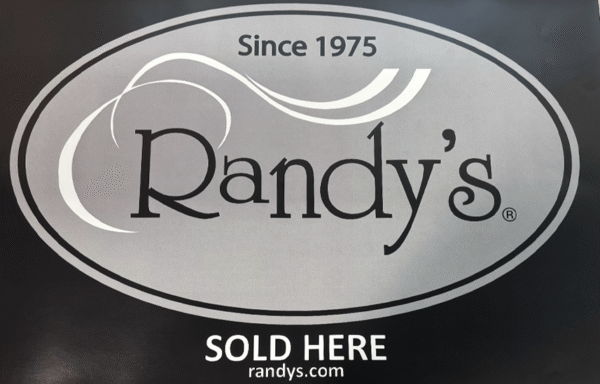 Since 1975
Randy's®
SOLD HERE
randys.com